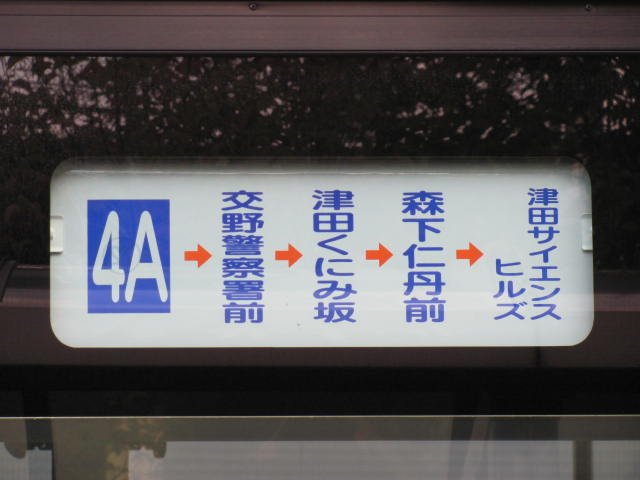 4A
交野警察署前
津田くにみ坂
森下仁丹前
津田サイエンス
ヒルズ